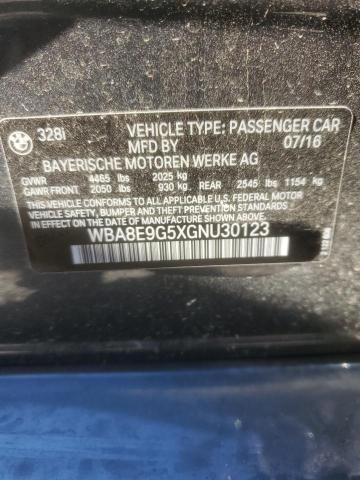 328i VEHICLE TYPE: PASSENGER CAR
MFD BY 07/16
BAYERISCHE MOTOREN WERKE AG
GVWR 4465 lbs 2025 kg
GAWR FRONT 2050 lbs 930 kg REAR 2545 lbs 1154 kg
THIS VEHICLE CONFORMS TO ALL APPLICABLE U.S. FEDERAL MOTOR
VEHICLE SAFETY, BUMPER, AND THEFT PREVENTION STANDARDS
IN EFFECT ON THE DATE OF MANUFACTURE SHOWN ABOVE.
WBA8E9G5XGNU30123